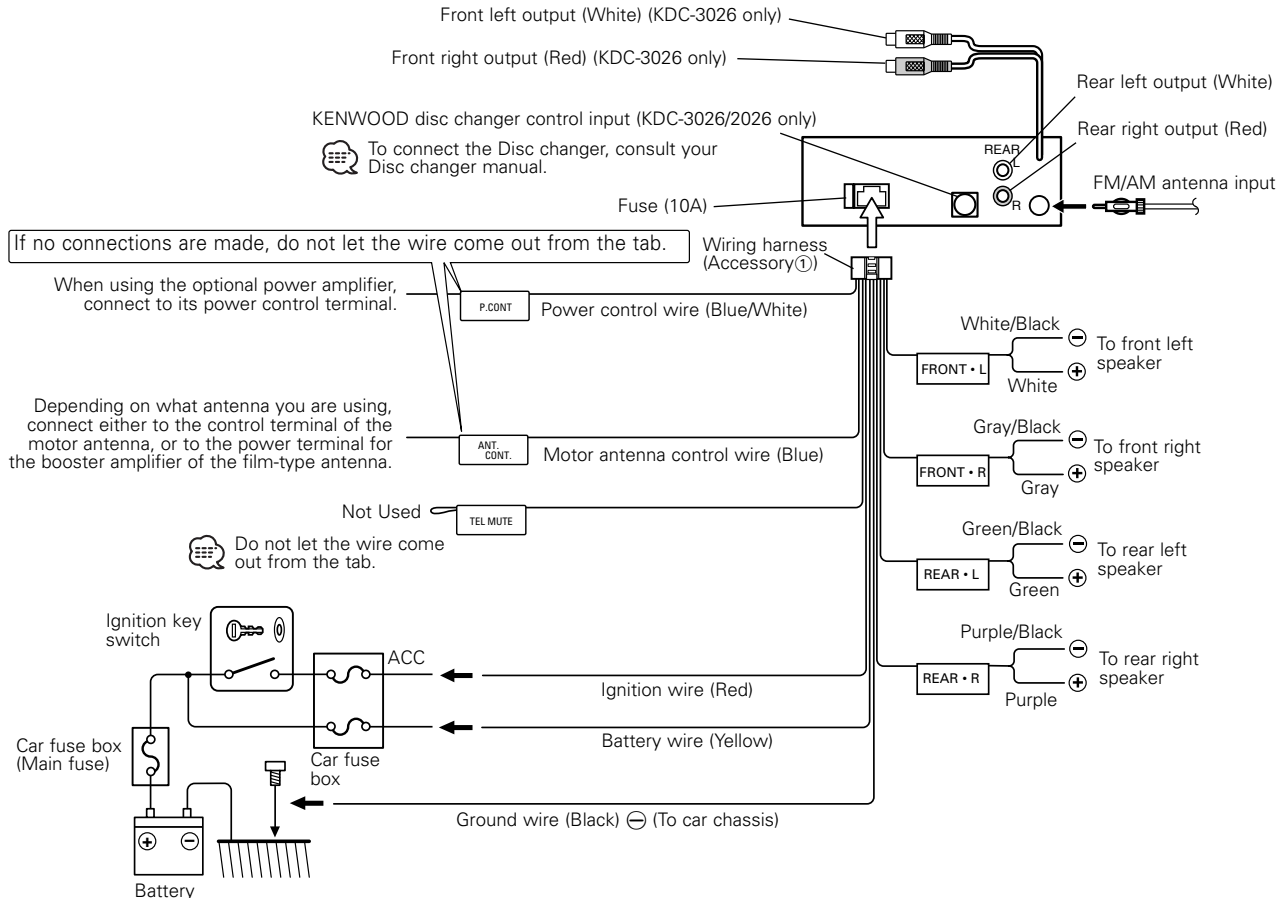 Front left output (White) (KDC-3026 only)
Front right output (Red) (KDC-3026 only)
Rear left output (White)
Rear right output (Red)
KENWOOD disc changer control input (KDC-3026/2026 only)
To connect the Disc changer, consult your
Disc changer manual.
REAR
L
R
FM/AM antenna input
Fuse (10A)
If no connections are made, do not let the wire come out from the tab.
Wiring harness
(Accessory①)
When using the optional power amplifier,
connect to its power control terminal.
P.CONT
Power control wire (Blue/White)
White/Black
⊖
To front left
speaker
FRONT • L
White
⊕
Depending on what antenna you are using,
connect either to the control terminal of the
motor antenna, or to the power terminal for
the booster amplifier of the film-type antenna.
ANT.
CONT.
Motor antenna control wire (Blue)
Gray/Black
⊖
To front right
speaker
FRONT • R
Gray
⊕
Not Used
TEL MUTE
Do not let the wire come
out from the tab.
Green/Black
⊖
To rear left
speaker
REAR • L
Green
⊕
Ignition key
switch
ACC
Ignition wire (Red)
Purple/Black
⊖
To rear right
speaker
REAR • R
Purple
⊕
Battery wire (Yellow)
Car fuse box
(Main fuse)
Car fuse
box
Ground wire (Black) ⊖ (To car chassis)
⊕
⊖
Battery